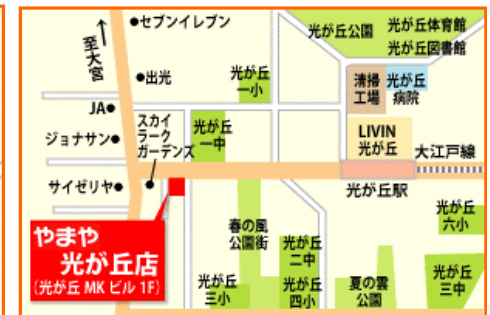 ●セブンイレブン
至大宮
●出光
JA●
ジョナサン●
サイゼリヤ●
スカイ
ラーク
ガーデンズ
光が丘
一小
光が丘
一中
光が丘公園
光が丘体育館
光が丘図書館
清掃
工場
光が丘
病院
LIVIN
光が丘
大江戸線
光が丘駅
やまや
光が丘店
(光が丘 MK ビル 1F)
春の風
公園街
光が丘
二中
光が丘
三小
光が丘
四小
夏の雲
公園
光が丘
六小
光が丘
三中